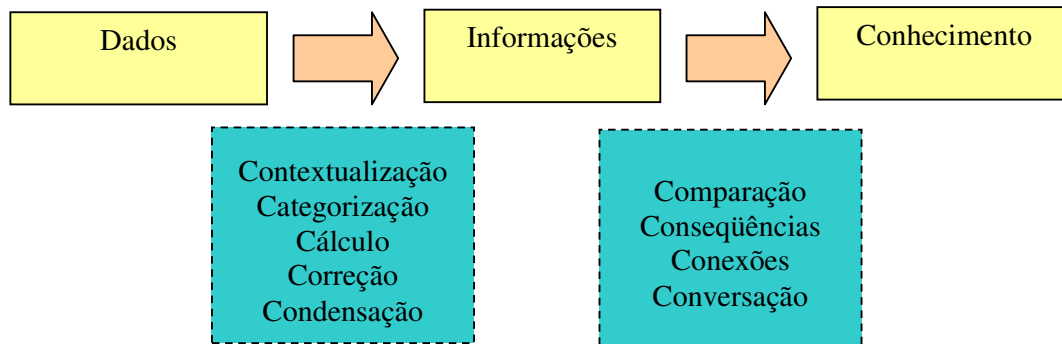 Dados
Informações
Conhecimento
Contextualização
Categorização
Cálculo
Correção
Condensação
Comparação
Conseqüências
Conexões
Conversação